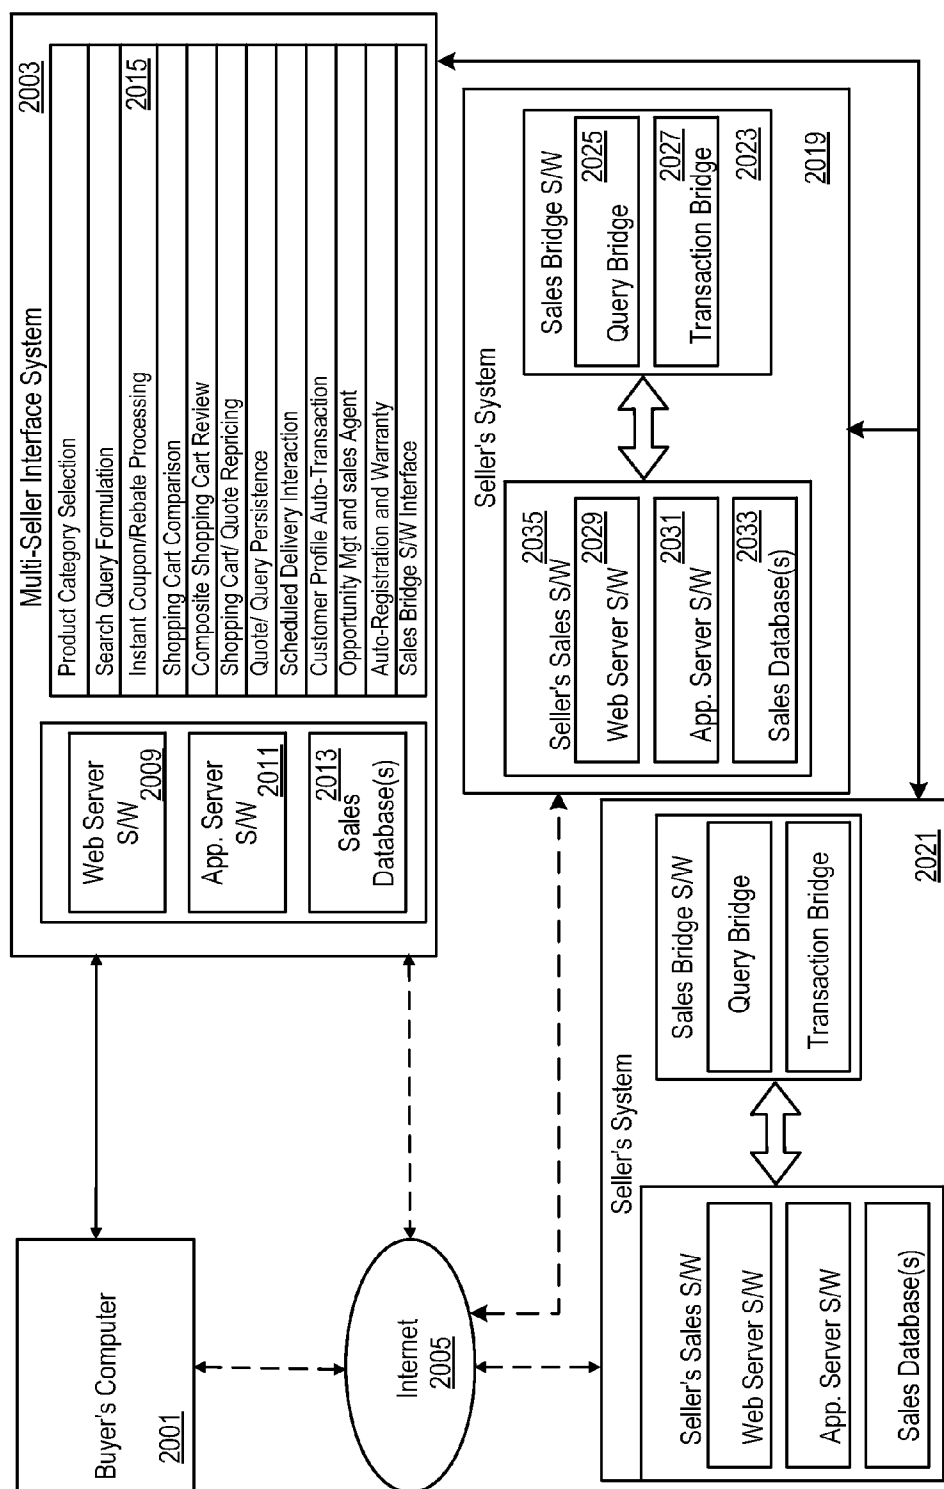 Buyer's Computer
2001
Internet
2005
Multi-Seller Interface System
2003
Web Server
S/W
2009
App. Server
S/W
2011
2013
Sales
Database(s)
Product Category Selection
Search Query Formulation
Instant Coupon/Rebate Processing
2015
Shopping Cart Comparison
Composite Shopping Cart Review
Shopping Cart/ Quote Repricing
Quote/ Query Persistence
Scheduled Delivery Interaction
Customer Profile Auto-Transaction
Opportunity Mgt and sales Agent
Auto-Registration and Warranty
Sales Bridge S/W Interface
Seller's System
2035
Seller's Sales S/W
2029
Web Server S/W
2031
App. Server S/W
2033
Sales Database(s)
Sales Bridge S/W
2025
Query Bridge
2027
Transaction Bridge
2023
2019
Seller's System
Seller's Sales S/W
Web Server S/W
App. Server S/W
Sales Database(s)
Sales Bridge S/W
Query Bridge
Transaction Bridge
2021